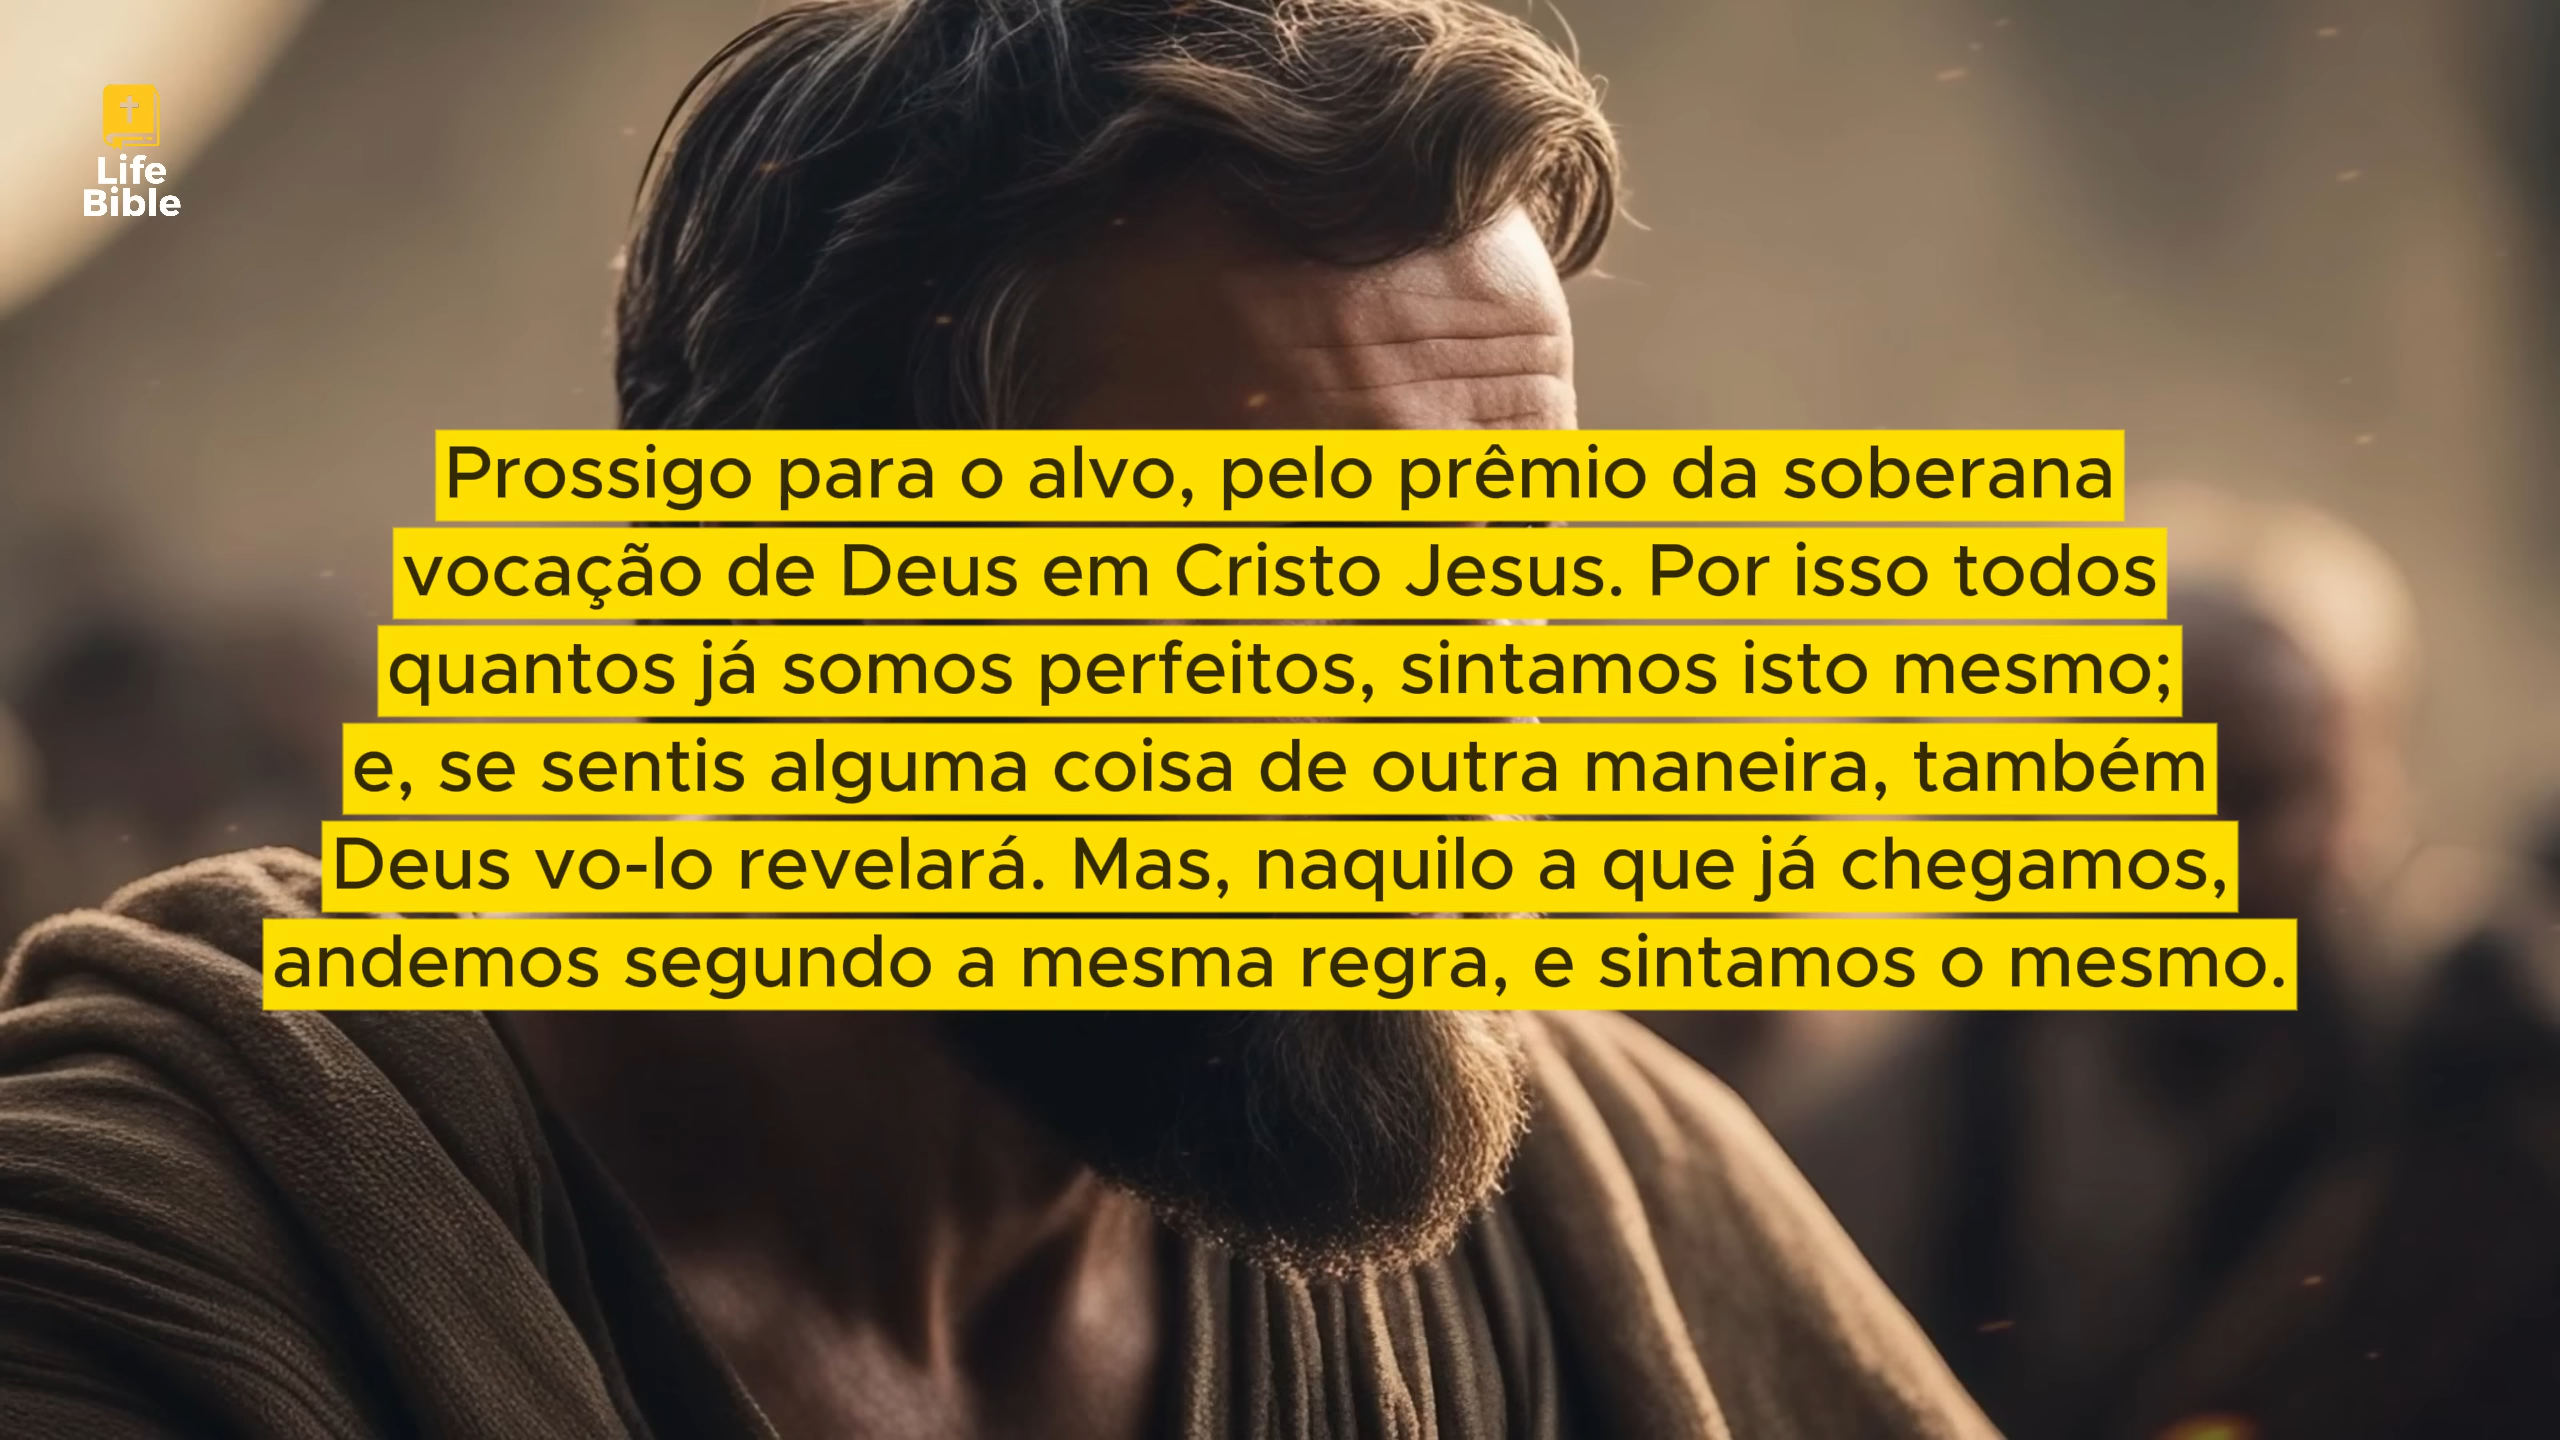 Life
Bible
Prossigo para o alvo, pelo prêmio da soberana
vocação de Deus em Cristo Jesus. Por isso todos
quantos já somos perfeitos, sintamos isto mesmo;
e, se sentis alguma coisa de outra maneira, também
Deus vo-lo revelará. Mas, naquilo a que já chegamos,
andemos segundo a mesma regra, e sintamos o mesmo.